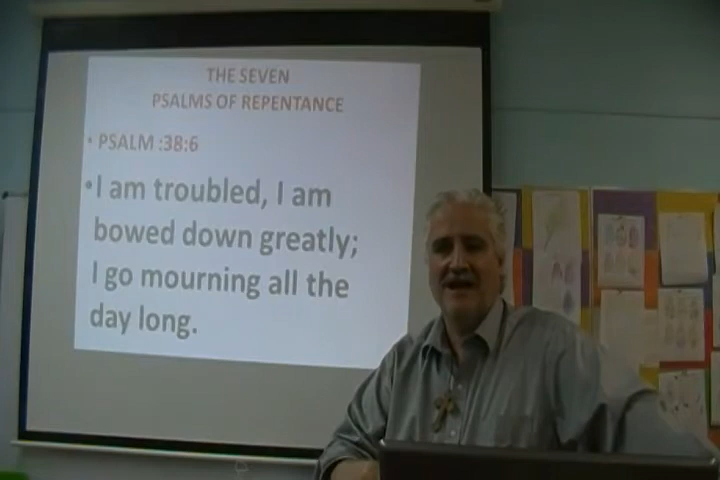 THE SEVEN
PSALMS OF REPENTANCE
• PSALM :38:6
•I am troubled, I am
bowed down greatly;
I go mourning all the
day long.